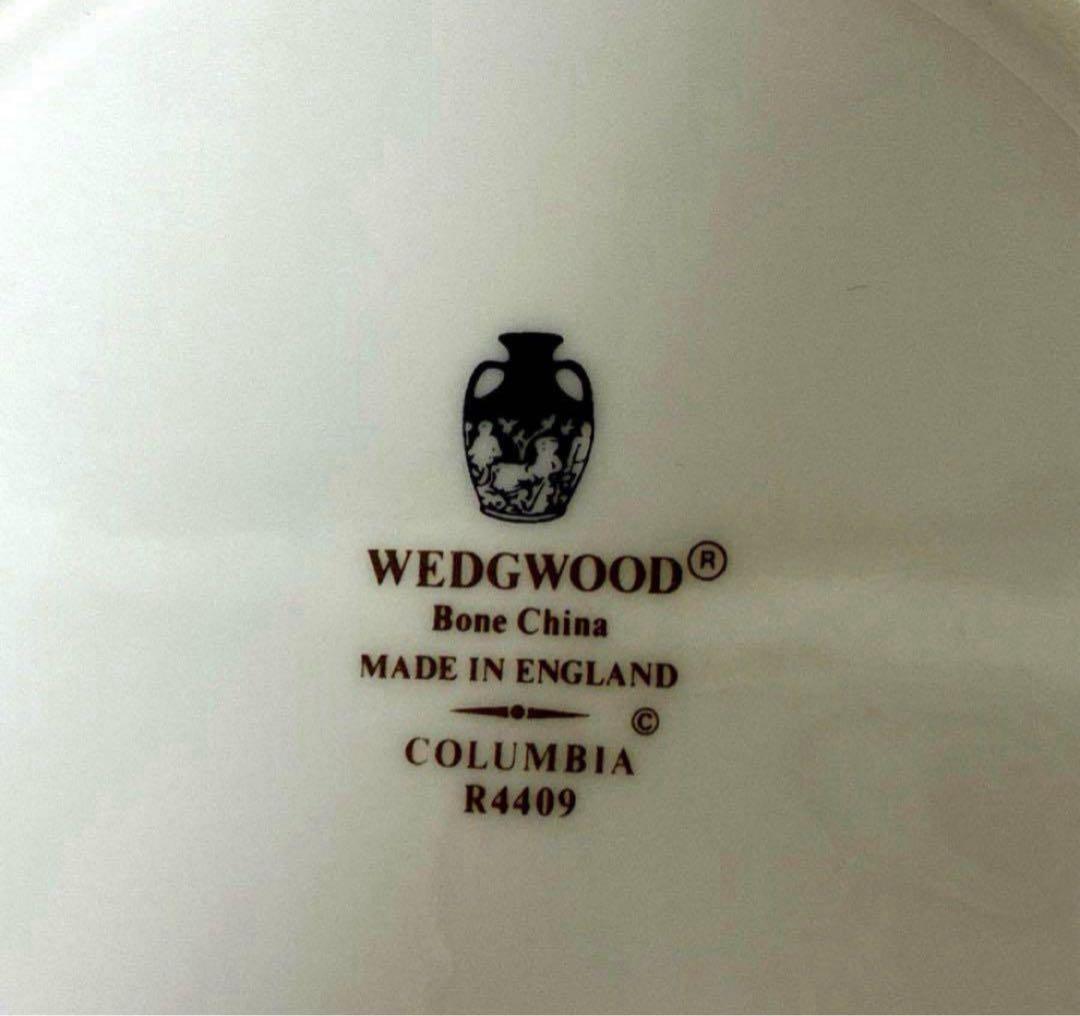 WEDGWOOD®
Bone China
MADE IN ENGLAND
©
COLUMBIA
R4409